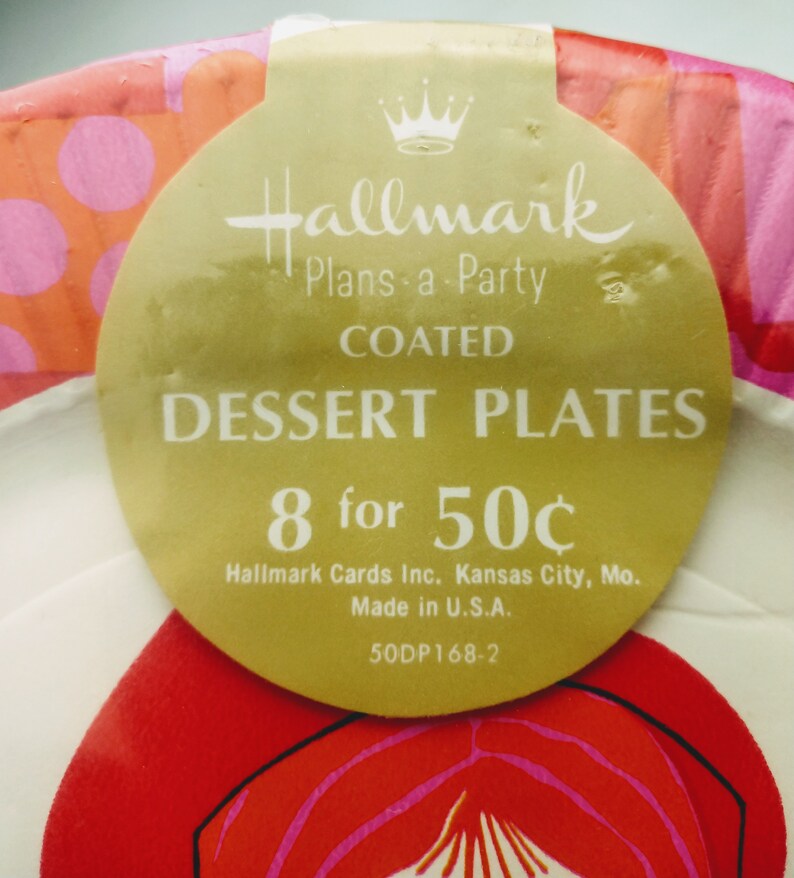 Hallmark
Plans-a-Party
COATED
DESSERT PLATES
8 for 50¢
Hallmark Cards Inc. Kansas City, Mo.
Made in U.S.A.
50DP168-2